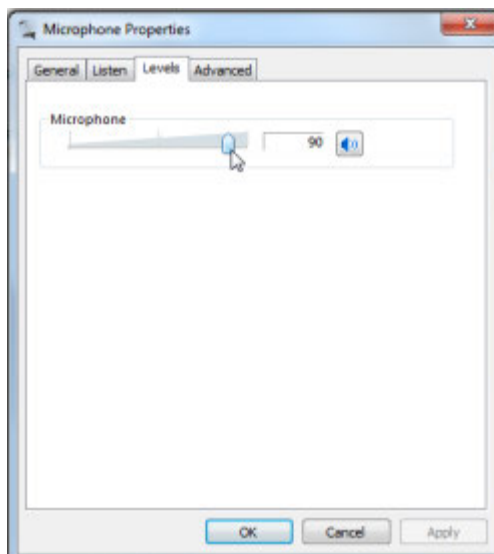 Microphone Properties
General Listen Levels Advanced
Microphone
90
OK Cancel Apply